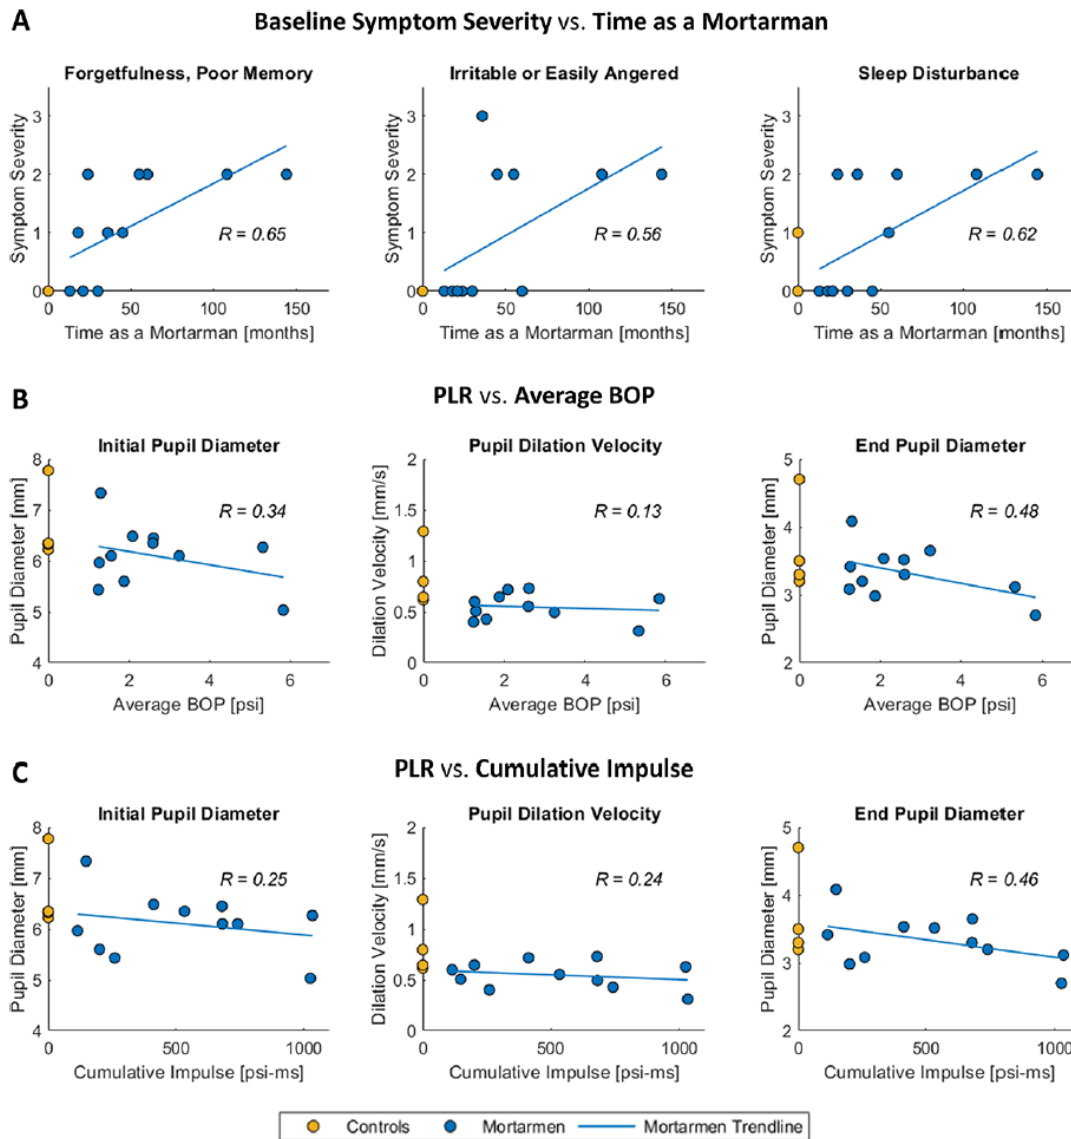 A
Baseline Symptom Severity vs. Time as a Mortarman
Forgetfulness, Poor Memory
Symptom Severity
3
2
1
0
R = 0.65
0 50 100 150
Time as a Mortarman [months]
Irritable or Easily Angered
Symptom Severity
3
2
1
0
R = 0.56
0 50 100 150
Time as a Mortarman [months]
Sleep Disturbance
Symptom Severity
3
2
1
0
R = 0.62
0 50 100 150
Time as a Mortarman [months]
B
PLR vs. Average BOP
Initial Pupil Diameter
Pupil Diameter [mm]
8
7
6
5
4
R = 0.34
0 2 4 6
Average BOP [psi]
Pupil Dilation Velocity
Dilation Velocity [mm/s]
2
1.5
1
0.5
0
R = 0.13
0 2 4 6
Average BOP [psi]
End Pupil Diameter
Pupil Diameter [mm]
5
4
3
2
R = 0.48
0 2 4 6
Average BOP [psi]
C
PLR vs. Cumulative Impulse
Initial Pupil Diameter
Pupil Diameter [mm]
8
7
6
5
4
R = 0.25
0 500 1000
Cumulative Impulse [psi-ms]
Pupil Dilation Velocity
Dilation Velocity [mm/s]
2
1.5
1
0.5
0
R = 0.24
0 500 1000
Cumulative Impulse [psi-ms]
End Pupil Diameter
Pupil Diameter [mm]
5
4
3
2
R = 0.46
0 500 1000
Cumulative Impulse [psi-ms]
Controls Mortarmen Mortarmen Trendline